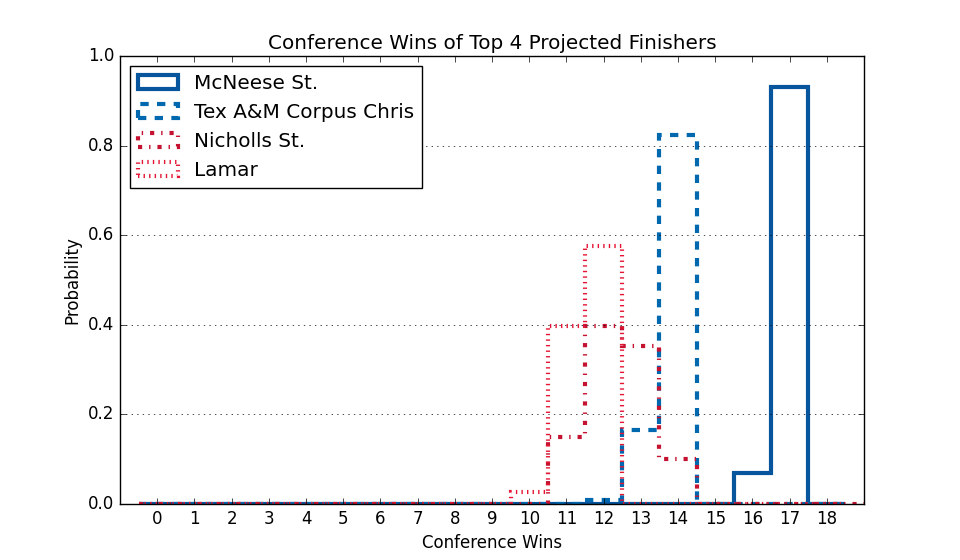 Conference Wins of Top 4 Projected Finishers
1.0
McNeese St.
Tex A&M Corpus Chris
Nicholls St.
Lamar
0.8
0.6
0.4
0.2
0.0
Probability
0 1 2 3 4 5 6 7 8 9 10 11 12 13 14 15 16 17 18
Conference Wins